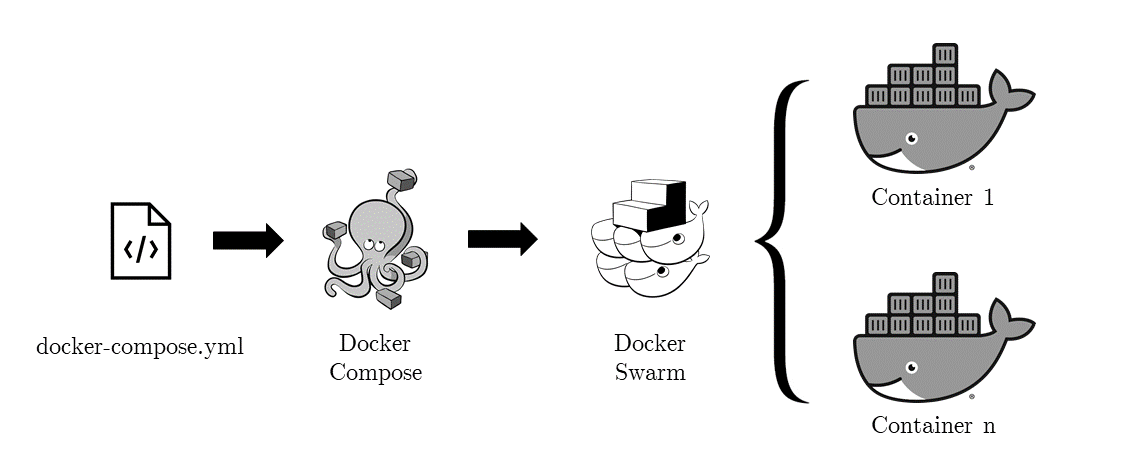 docker-compose.yml
Docker
Compose
Docker
Swarm
Container 1
Container n